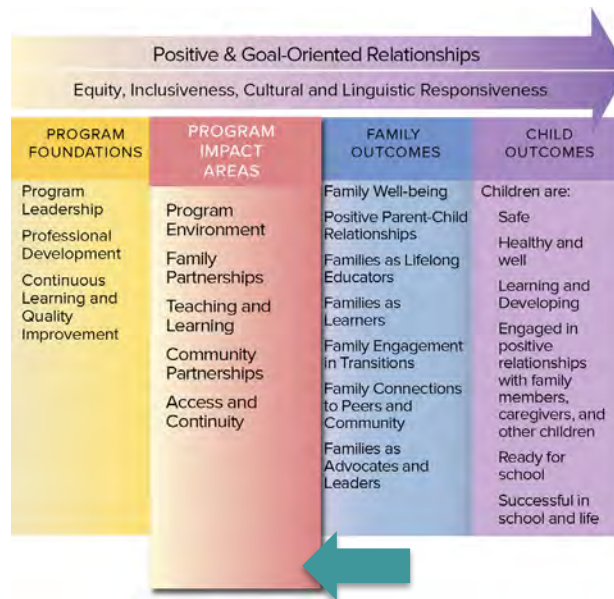 Positive & Goal-Oriented Relationships
Equity, Inclusiveness, Cultural and Linguistic Responsiveness
PROGRAM
FOUNDATIONS
Program
Leadership
Professional
Development
Continuous
Learning and
Quality
Improvement
PROGRAM
IMPACT
AREAS
Program
Environment
Family
Partnerships
Teaching and
Learning
Community
Partnerships
Access and
Continuity
FAMILY
OUTCOMES
Family Well-being
Positive Parent-Child
Relationships
Families as Lifelong
Educators
Families as
Learners
Family Engagement
in Transitions
Family Connections
to Peers and
Community
Families as
Advocates and
Leaders
CHILD
OUTCOMES
Children are:
Safe
Healthy and
well
Learning and
Developing
Engaged in
positive
relationships
with family
members,
caregivers, and
other children
Ready for
school
Successful in
school and life